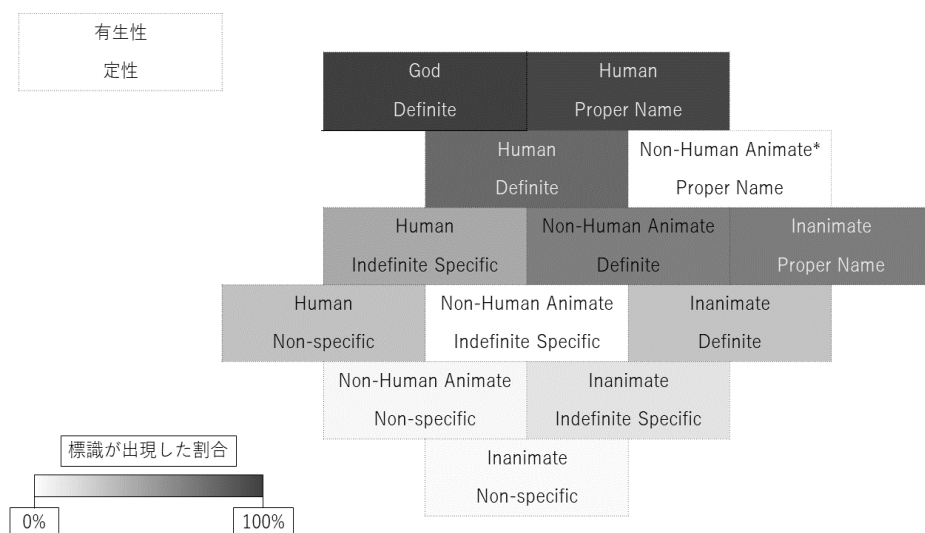 有生性
定性
God
Definite
Human
Proper Name
Human
Definite
Non-Human Animate*
Proper Name
Human
Indefinite Specific
Non-Human Animate
Definite
Inanimate
Proper Name
Human
Non-specific
Non-Human Animate
Indefinite Specific
Inanimate
Definite
Non-Human Animate
Non-specific
Inanimate
Indefinite Specific
Inanimate
Non-specific
標識が出現した割合
0%
100%